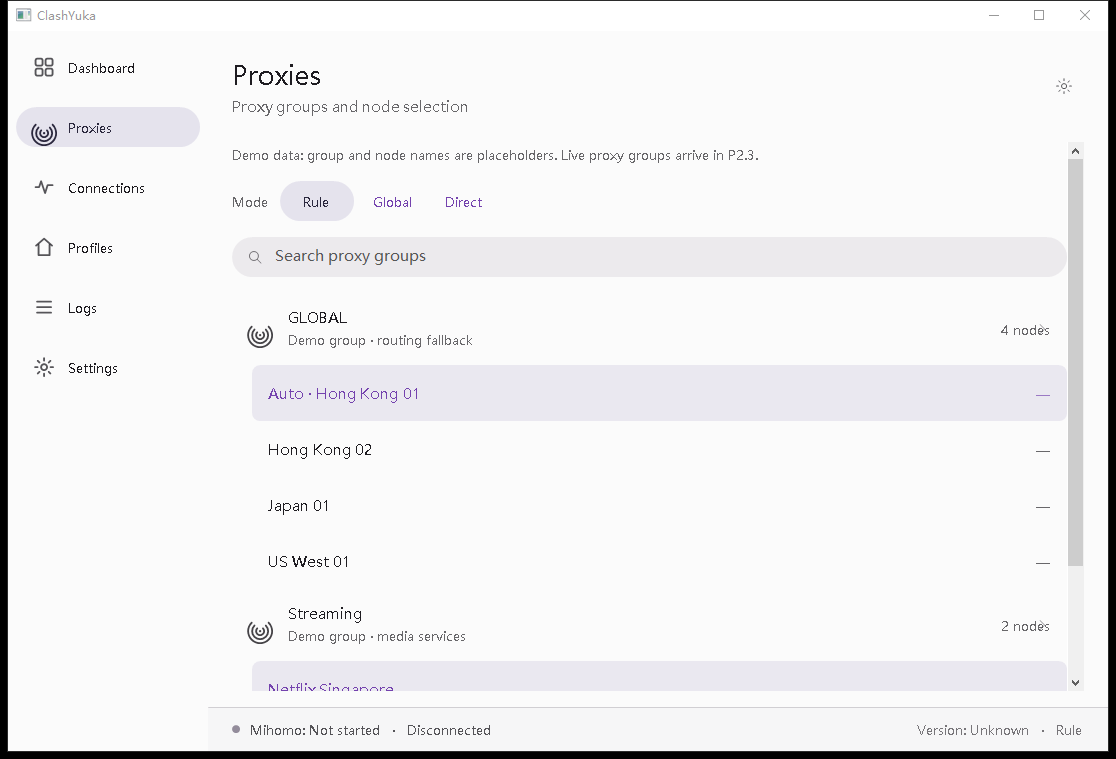 ClashYuka
Dashboard
Proxies
Connections
Profiles
Logs
Settings
Proxies
Proxy groups and node selection
Demo data: group and node names are placeholders. Live proxy groups arrive in P2.3.
Mode Rule Global Direct
Search proxy groups
GLOBAL
Demo group · routing fallback
4 nodes
Auto · Hong Kong 01 —
Hong Kong 02 —
Japan 01 —
US West 01 —
Streaming
Demo group · media services
2 nodes
Netflix Singapore
Mihomo: Not started · Disconnected
Version: Unknown · Rule